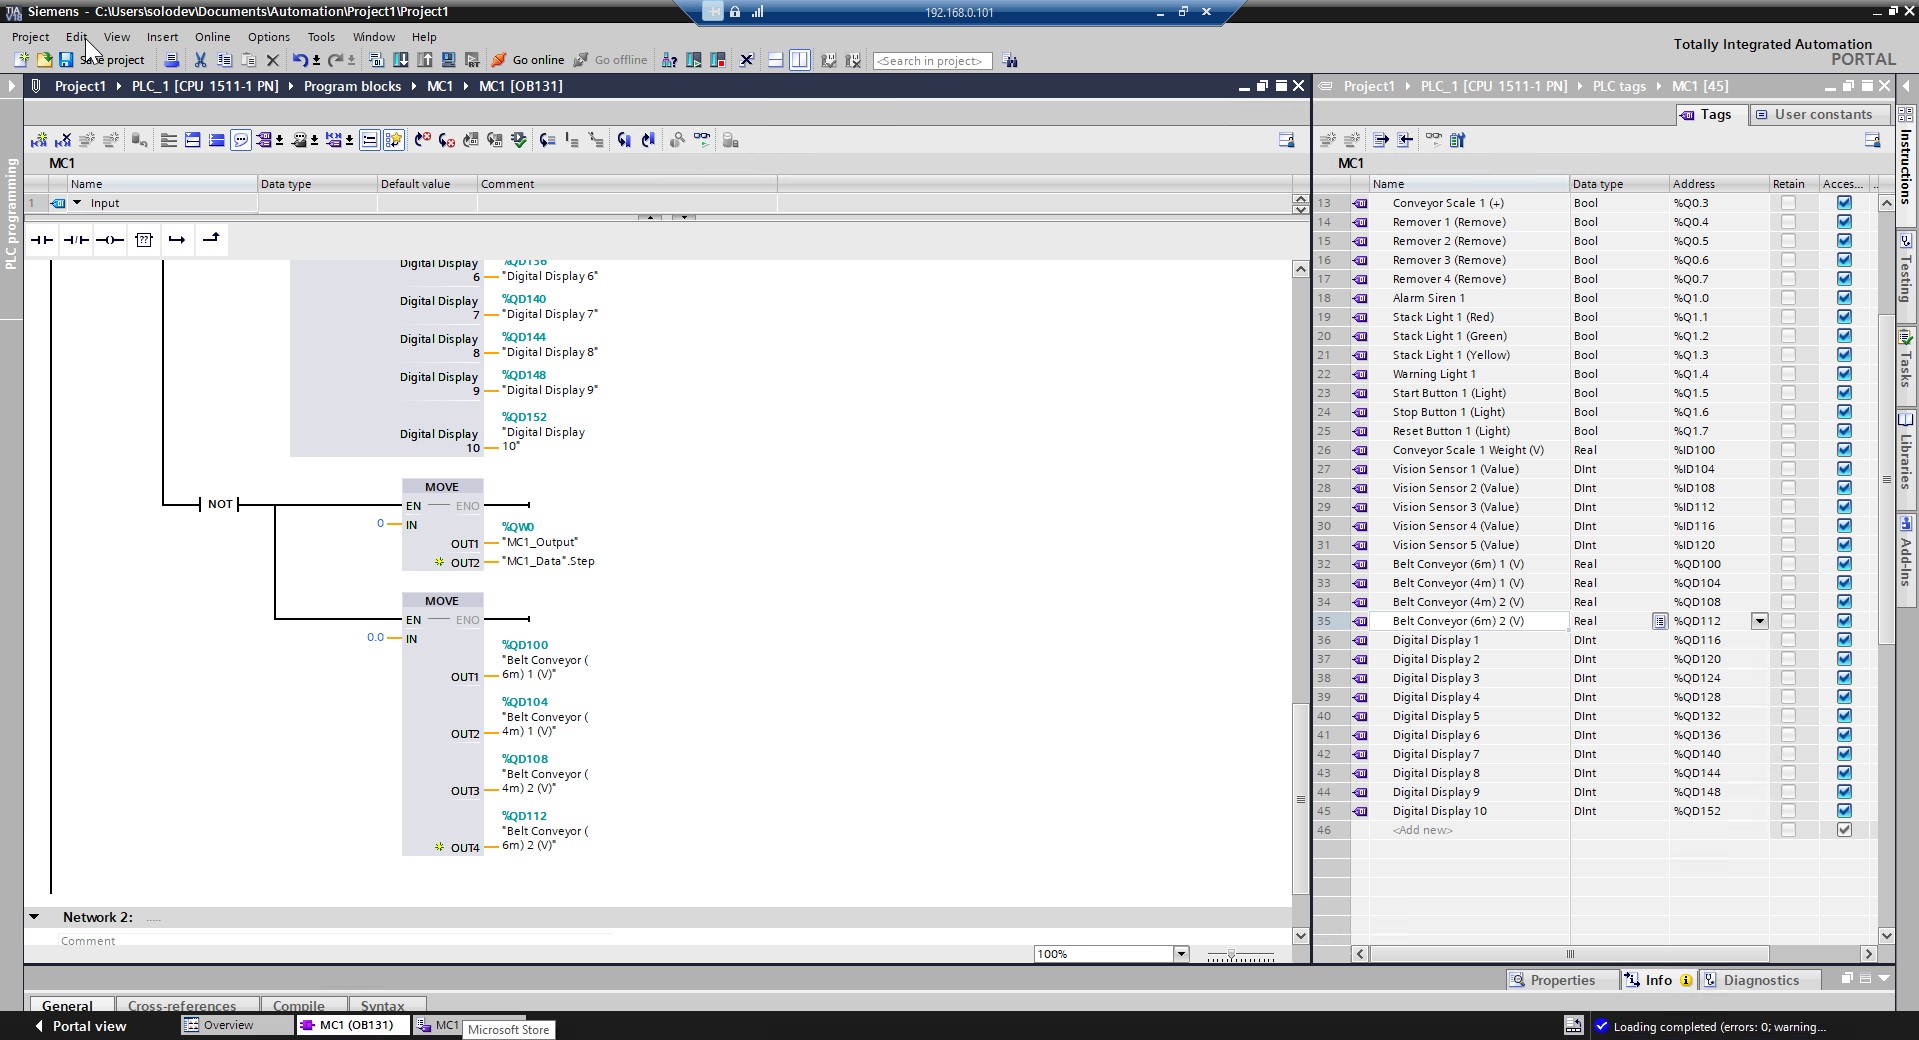 Siemens - C:\Users\solodev\Documents\Automation\Project1\Project1
192.168.0.101
Project Edit View Insert Online Options Tools Window Help
Totally Integrated Automation
PORTAL
Save project
Go online
Go offline
<Search in project>
Project1 PLC_1 [CPU 1511-1 PN] Program blocks MC1 MC1 [OB131]
Project1 PLC_1 [CPU 1511-1 PN] PLC tags MC1 [45]
Tags
User constants
PLC programming
MC1
Name Data type Default value Comment
1 Input
Digital Display
6
%QD136
"Digital Display 6"
Digital Display
7
%QD140
"Digital Display 7"
Digital Display
8
%QD144
"Digital Display 8"
Digital Display
9
%QD148
"Digital Display 9"
Digital Display
10
%QD152
"Digital Display
10"
NOT
MOVE
EN ENO
0 IN
%QW0
OUT1 "MC1_Output"
OUT2 "MC1_Data".Step
MOVE
EN ENO
0.0 IN
%QD100
"Belt Conveyor (
OUT1 6m) 1 (V)"
%QD104
"Belt Conveyor (
OUT2 4m) 1 (V)"
%QD108
"Belt Conveyor (
OUT3 4m) 2 (V)"
%QD112
"Belt Conveyor (
OUT4 6m) 2 (V)"
Network 2: .....
Comment
100%
MC1
Name Data type Address Retain Acces... ..
13 Conveyor Scale 1 (+) Bool %Q0.3
14 Remover 1 (Remove) Bool %Q0.4
15 Remover 2 (Remove) Bool %Q0.5
16 Remover 3 (Remove) Bool %Q0.6
17 Remover 4 (Remove) Bool %Q0.7
18 Alarm Siren 1 Bool %Q1.0
19 Stack Light 1 (Red) Bool %Q1.1
20 Stack Light 1 (Green) Bool %Q1.2
21 Stack Light 1 (Yellow) Bool %Q1.3
22 Warning Light 1 Bool %Q1.4
23 Start Button 1 (Light) Bool %Q1.5
24 Stop Button 1 (Light) Bool %Q1.6
25 Reset Button 1 (Light) Bool %Q1.7
26 Conveyor Scale 1 Weight (V) Real %ID100
27 Vision Sensor 1 (Value) DInt %ID104
28 Vision Sensor 2 (Value) DInt %ID108
29 Vision Sensor 3 (Value) DInt %ID112
30 Vision Sensor 4 (Value) DInt %ID116
31 Vision Sensor 5 (Value) DInt %ID120
32 Belt Conveyor (6m) 1 (V) Real %QD100
33 Belt Conveyor (4m) 1 (V) Real %QD104
34 Belt Conveyor (4m) 2 (V) Real %QD108
35 Belt Conveyor (6m) 2 (V) Real %QD112
36 Digital Display 1 DInt %QD116
37 Digital Display 2 DInt %QD120
38 Digital Display 3 DInt %QD124
39 Digital Display 4 DInt %QD128
40 Digital Display 5 DInt %QD132
41 Digital Display 6 DInt %QD136
42 Digital Display 7 DInt %QD140
43 Digital Display 8 DInt %QD144
44 Digital Display 9 DInt %QD148
45 Digital Display 10 DInt %QD152
46 <Add new>
Instructions
Testing
Tasks
Libraries
Add-Ins
Properties Info Diagnostics
General Cross-references Compile Syntax
Portal view Overview MC1 (OB131) MC1
Microsoft Store
Loading completed (errors: 0; warning...